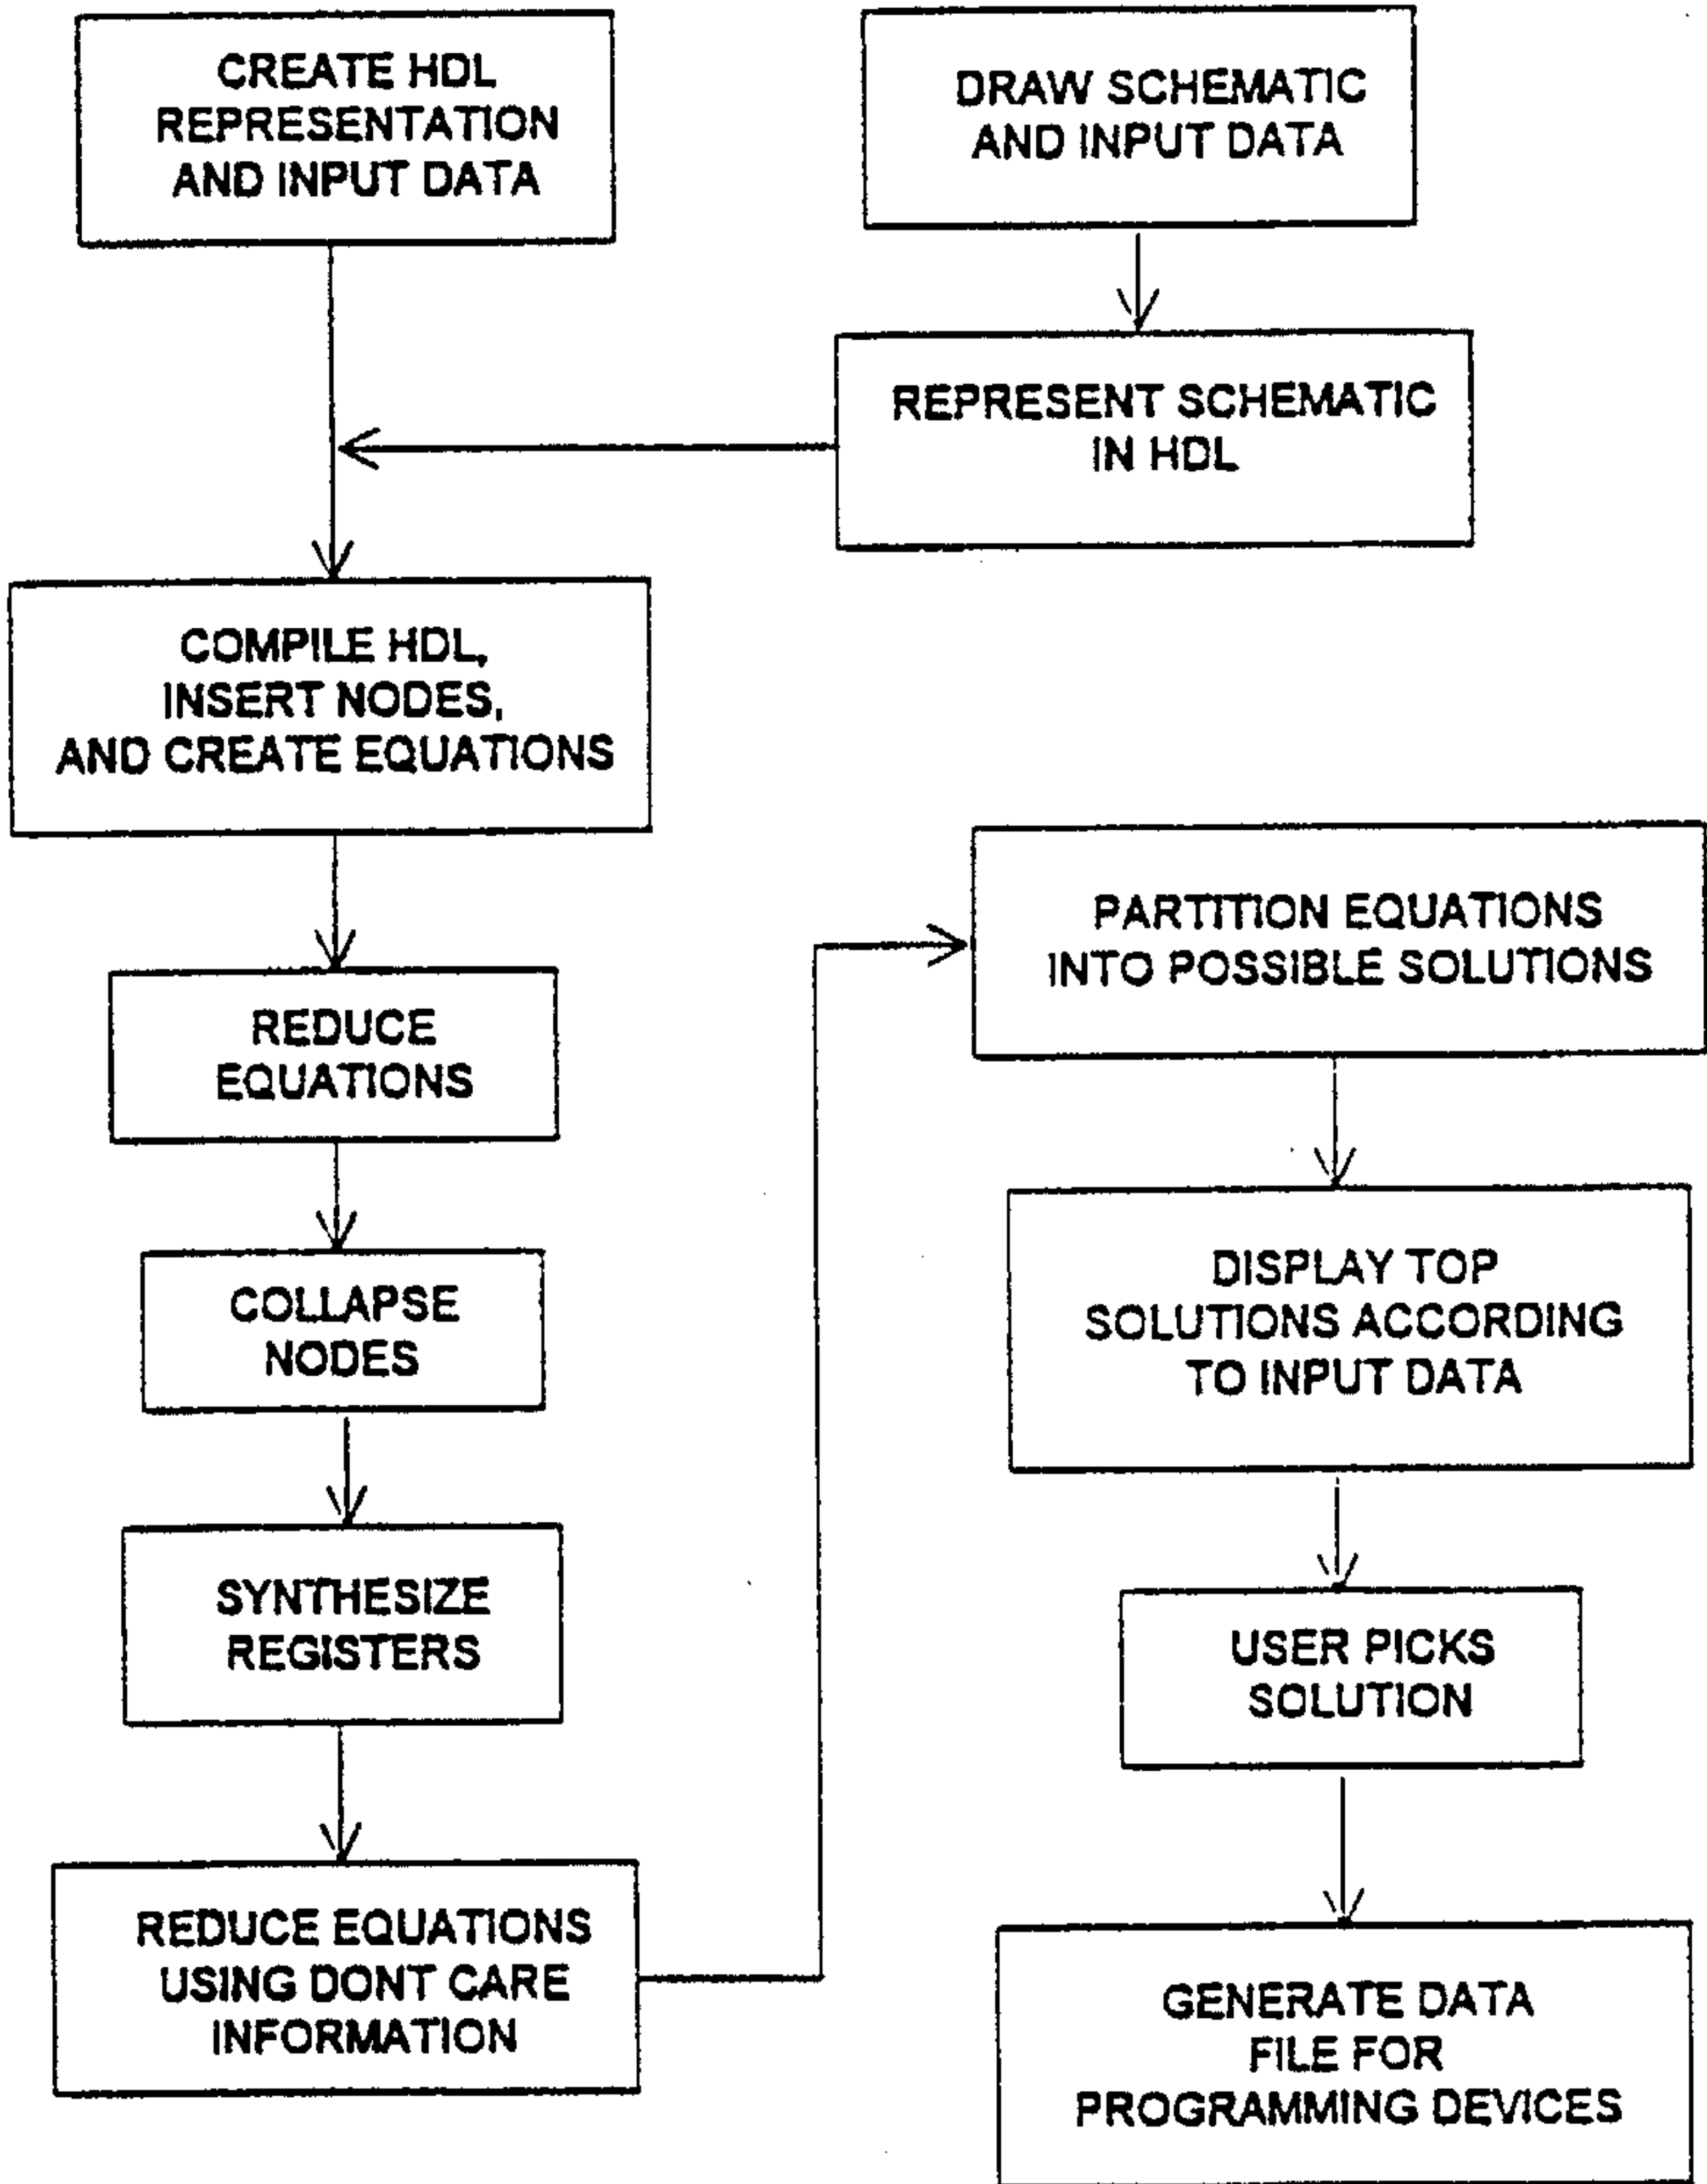 CREATE HDL
REPRESENTATION
AND INPUT DATA
DRAW SCHEMATIC
AND INPUT DATA
REPRESENT SCHEMATIC
IN HDL
COMPILE HDL,
INSERT NODES,
AND CREATE EQUATIONS
REDUCE
EQUATIONS
COLLAPSE
NODES
SYNTHESIZE
REGISTERS
REDUCE EQUATIONS
USING DONT CARE
INFORMATION
PARTITION EQUATIONS
INTO POSSIBLE SOLUTIONS
DISPLAY TOP
SOLUTIONS ACCORDING
TO INPUT DATA
USER PICKS
SOLUTION
GENERATE DATA
FILE FOR
PROGRAMMING DEVICES